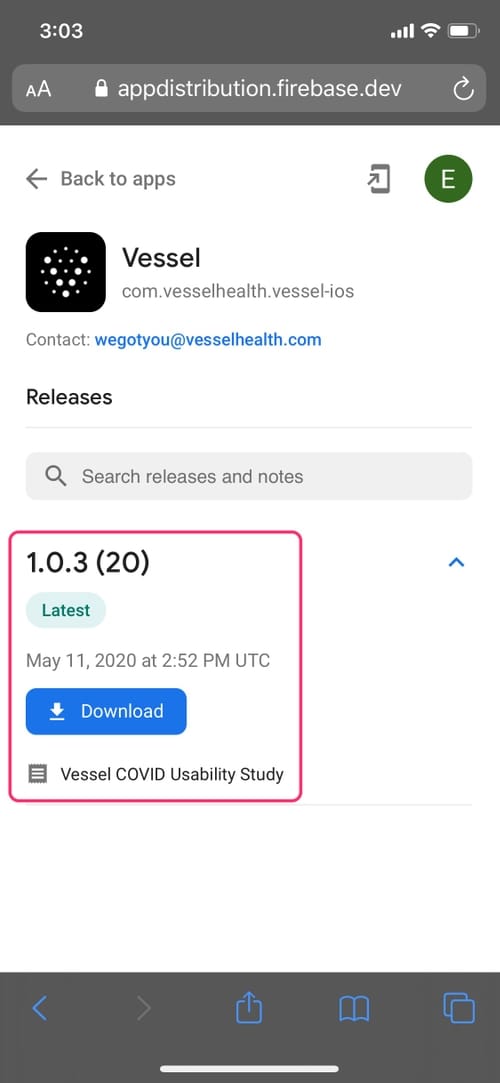 3:03
AA appdistribution.firebase.dev
Back to apps
E
Vessel
com.vesselhealth.vessel-ios
Contact: wegotyou@vesselhealth.com
Releases
Search releases and notes
1.0.3 (20)
Latest
May 11, 2020 at 2:52 PM UTC
Download
Vessel COVID Usability Study